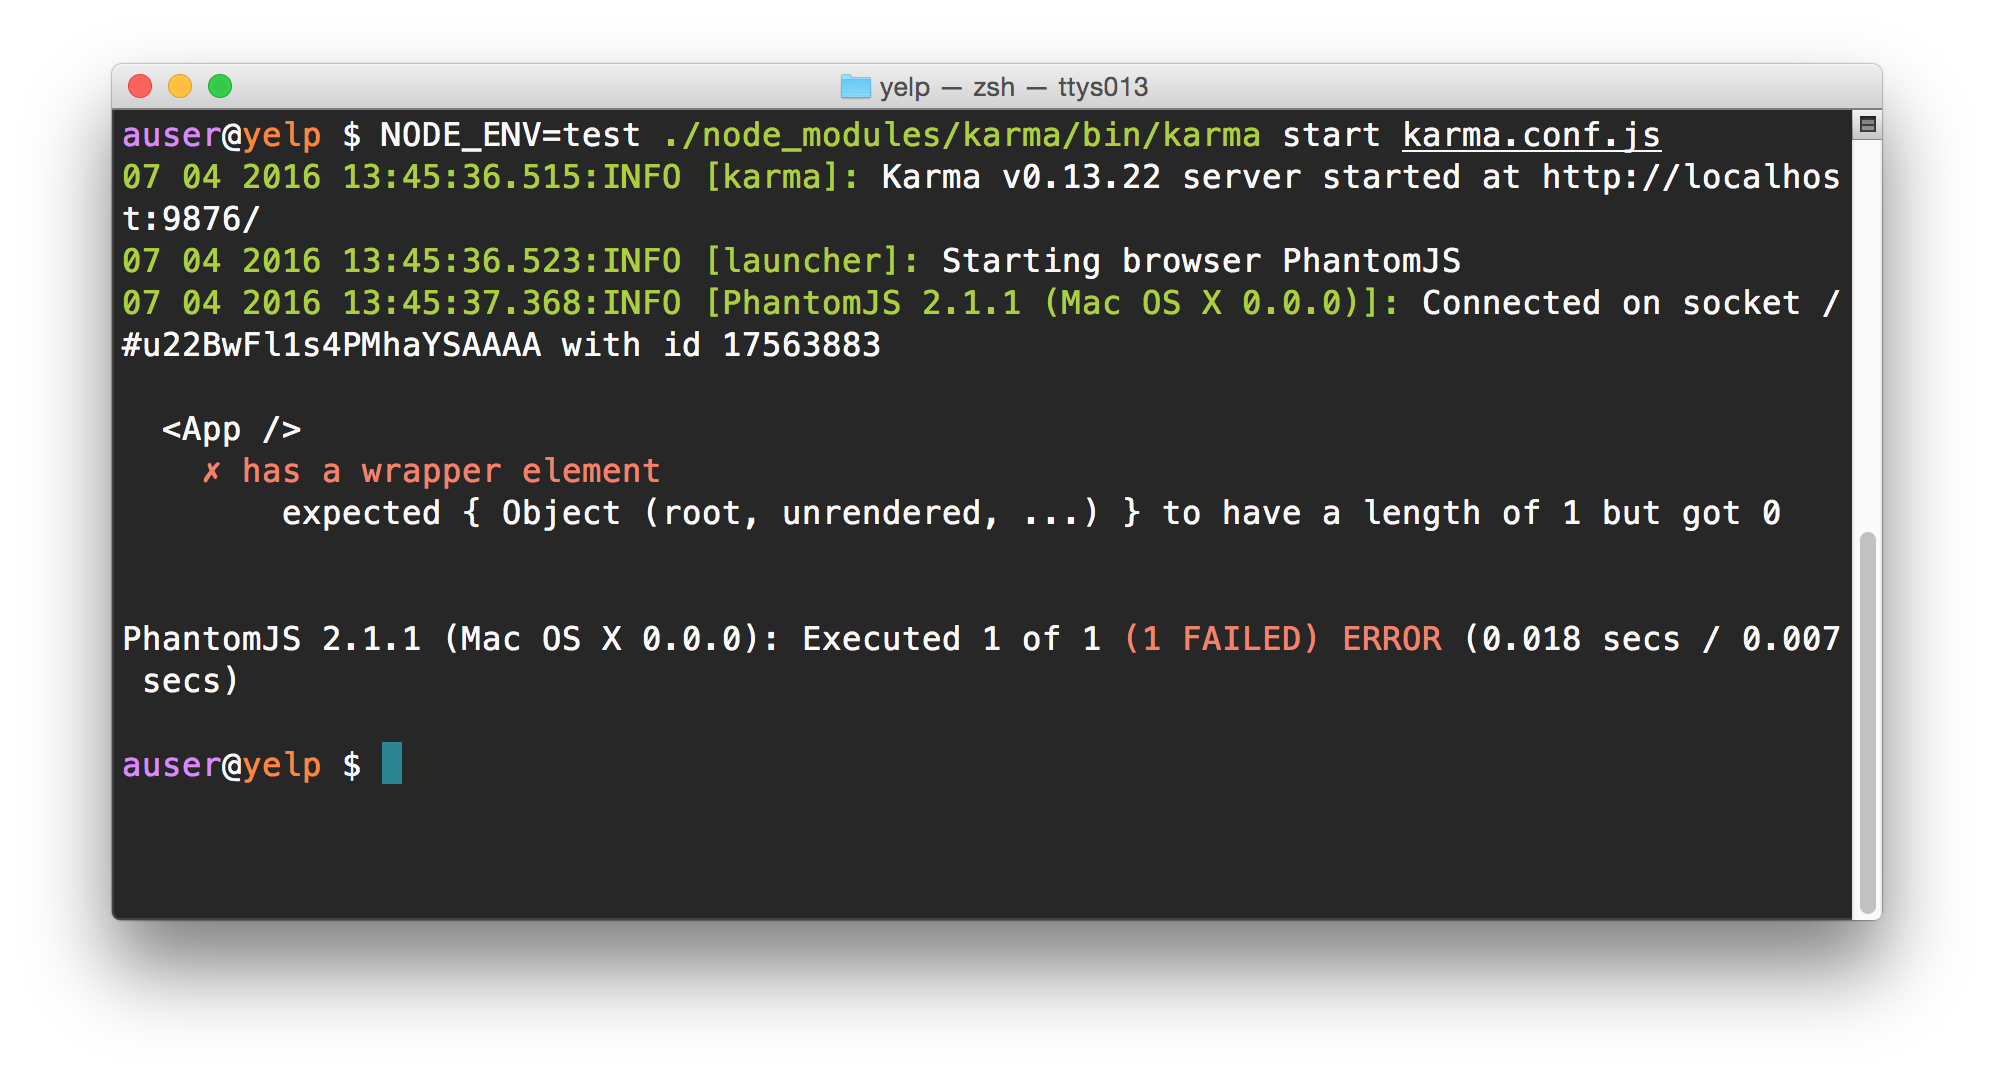 yelp — zsh — ttys013
auser@yelp $ NODE_ENV=test ./node_modules/karma/bin/karma start karma.conf.js
07 04 2016 13:45:36.515:INFO [karma]: Karma v0.13.22 server started at http://localhos
t:9876/
07 04 2016 13:45:36.523:INFO [launcher]: Starting browser PhantomJS
07 04 2016 13:45:37.368:INFO [PhantomJS 2.1.1 (Mac OS X 0.0.0)]: Connected on socket /
#u22BwFl1s4PMhaYSAAAA with id 17563883
<App />
✗ has a wrapper element
expected { Object (root, unrendered, ...) } to have a length of 1 but got 0
PhantomJS 2.1.1 (Mac OS X 0.0.0): Executed 1 of 1 (1 FAILED) ERROR (0.018 secs / 0.007
secs)
auser@yelp $